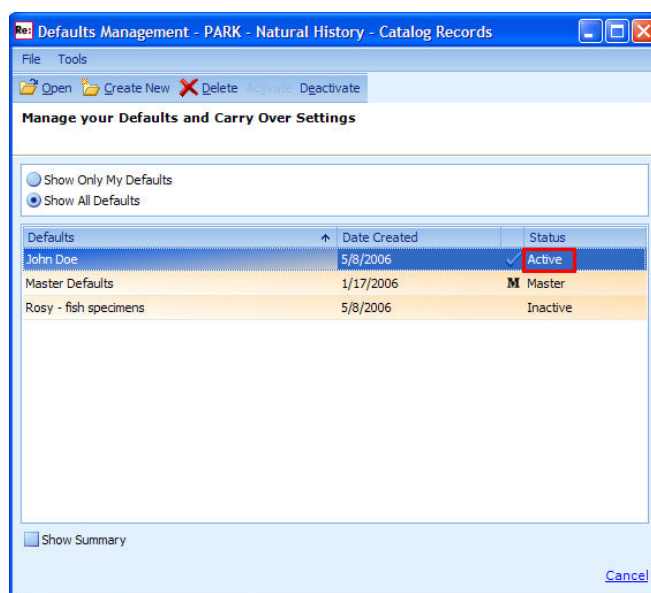 Re: Defaults Management - PARK - Natural History - Catalog Records
File Tools
Open Create New Delete Activate Deactivate
Manage your Defaults and Carry Over Settings
Show Only My Defaults
Show All Defaults
Defaults Date Created Status
John Doe 5/8/2006 Active
Master Defaults 1/17/2006 M Master
Rosy - fish specimens 5/8/2006 Inactive
Show Summary
Cancel